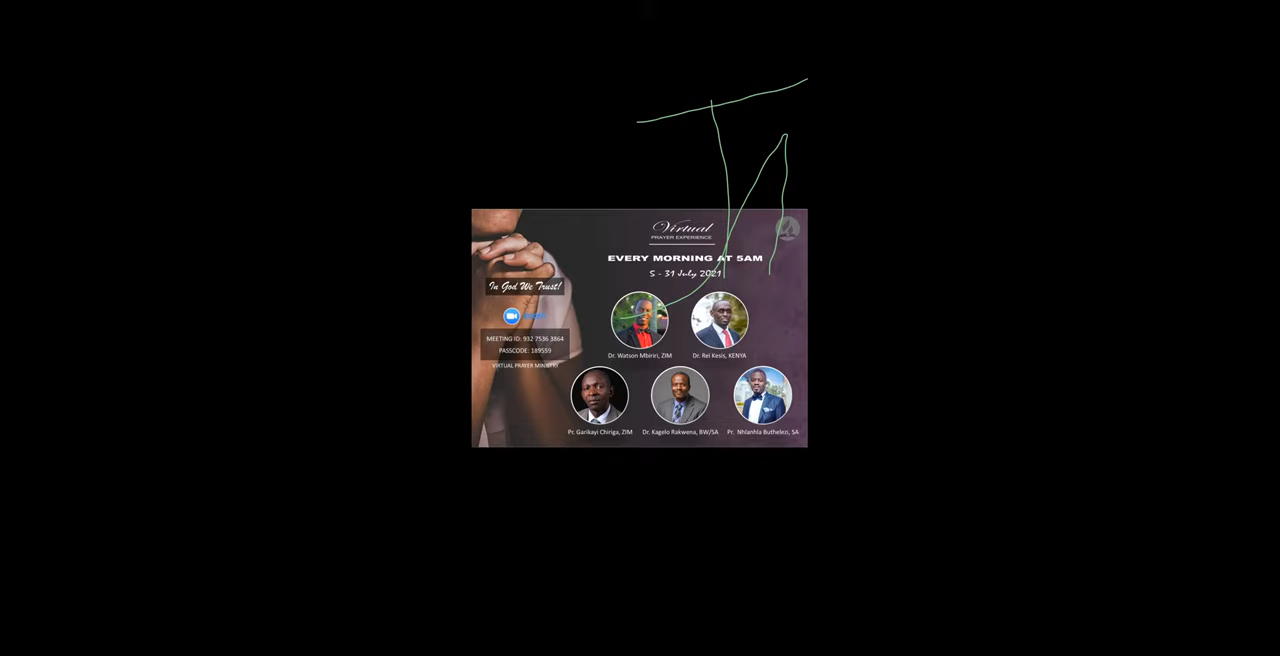 Virtual
PRAYER EXPERIENCE
EVERY MORNING AT 5AM
5 - 31 July 2021
In God We Trust!
MEETING ID: 932 7536 3864
PASSCODE: 189559
VIRTUAL PRAYER MINISTRY
Dr. Watson Mbiriri, ZIM
Dr. Rei Kesis, KENYA
Pr. Garikayi Chiriga, ZIM
Dr. Kagelo Rakwena, BW/SA
Pr. Nhlanhla Buthelezi, SA